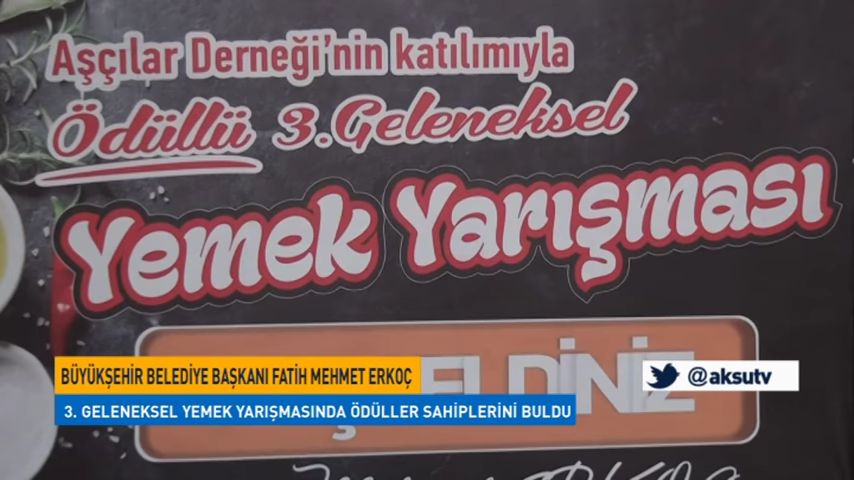 Aşçılar Derneği'nin katılımıyla
Ödüllü 3.Geleneksel
Yemek Yarışması
BÜYÜKŞEHİR BELEDİYE BAŞKANI FATİH MEHMET ERKOÇ
@aksutv
3. GELENEKSEL YEMEK YARIŞMASINDA ÖDÜLLER SAHİPLERİNİ BULDU